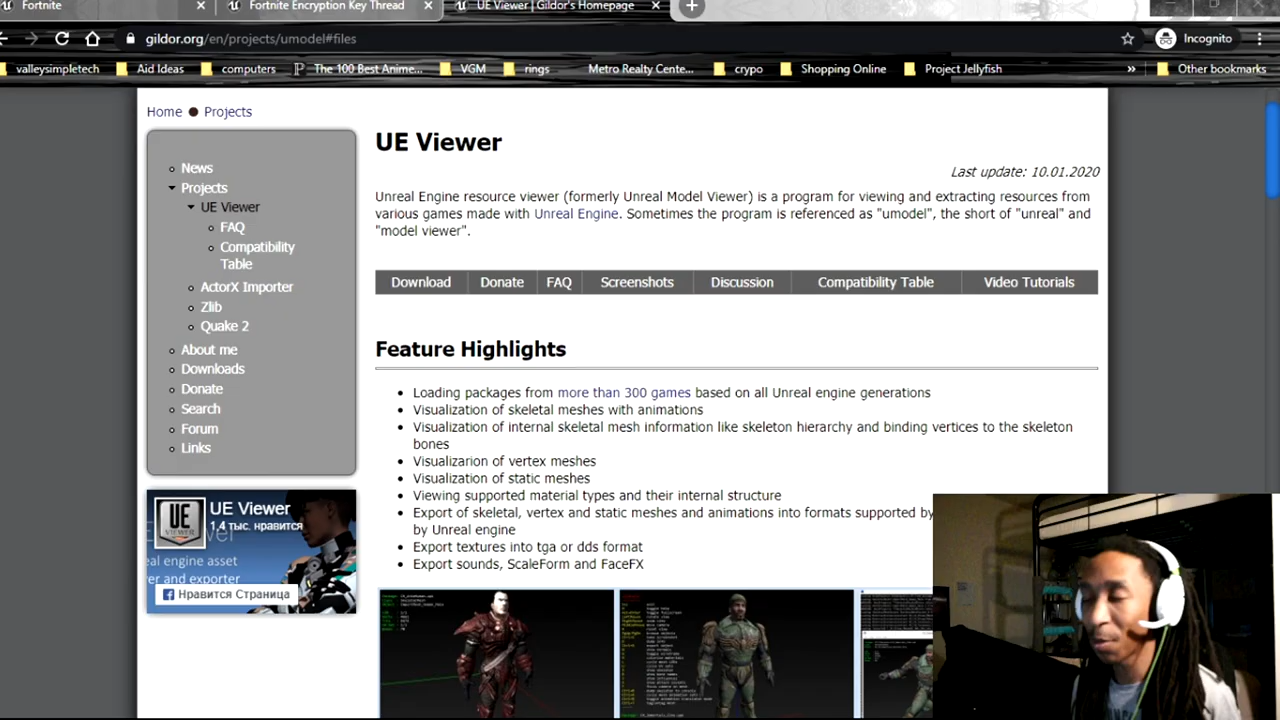 Fortnite
Fortnite Encryption Key Thread
UE Viewer | Gildor's Homepage
gildor.org/en/projects/umodel#files
Incognito
valleysimpletech
Aid Ideas
computers
The 100 Best Anime...
VGM
rings
Metro Realty Cente...
crypo
Shopping Online
Project Jellyfish
»
Other bookmarks
Home ● Projects
News
Projects
UE Viewer
FAQ
Compatibility
Table
ActorX Importer
Zlib
Quake 2
About me
Downloads
Donate
Search
Forum
Links
UE Viewer
1,4 тыс. нравится
eal engine asset
wer and exporter
Нравится Страница
UE Viewer
Last update: 10.01.2020
Unreal Engine resource viewer (formerly Unreal Model Viewer) is a program for viewing and extracting resources from
various games made with Unreal Engine. Sometimes the program is referenced as "umodel", the short of "unreal" and
"model viewer".
Download
Donate
FAQ
Screenshots
Discussion
Compatibility Table
Video Tutorials
Feature Highlights
• Loading packages from more than 300 games based on all Unreal engine generations
• Visualization of skeletal meshes with animations
• Visualization of internal skeletal mesh information like skeleton hierarchy and binding vertices to the skeleton
bones
• Visualizarion of vertex meshes
• Visualization of static meshes
• Viewing supported material types and their internal structure
• Export of skeletal, vertex and static meshes and animations into formats supported by
by Unreal engine
• Export textures into tga or dds format
• Export sounds, ScaleForm and FaceFX